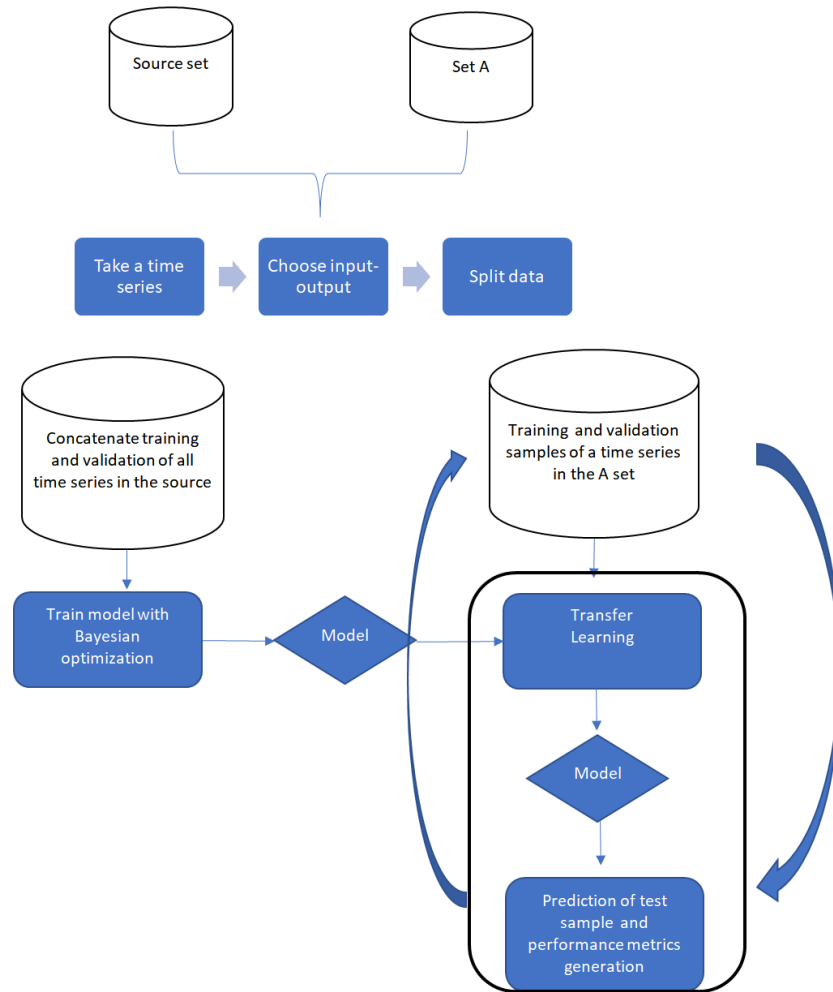 Source set
Set A
Take a time
series
Choose input-
output
Split data
Concatenate training
and validation of all
time series in the source
Training and validation
samples of a time series
in the A set
Train model with
Bayesian
optimization
Model
Transfer
Learning
Model
Prediction of test
sample and
performance metrics
generation